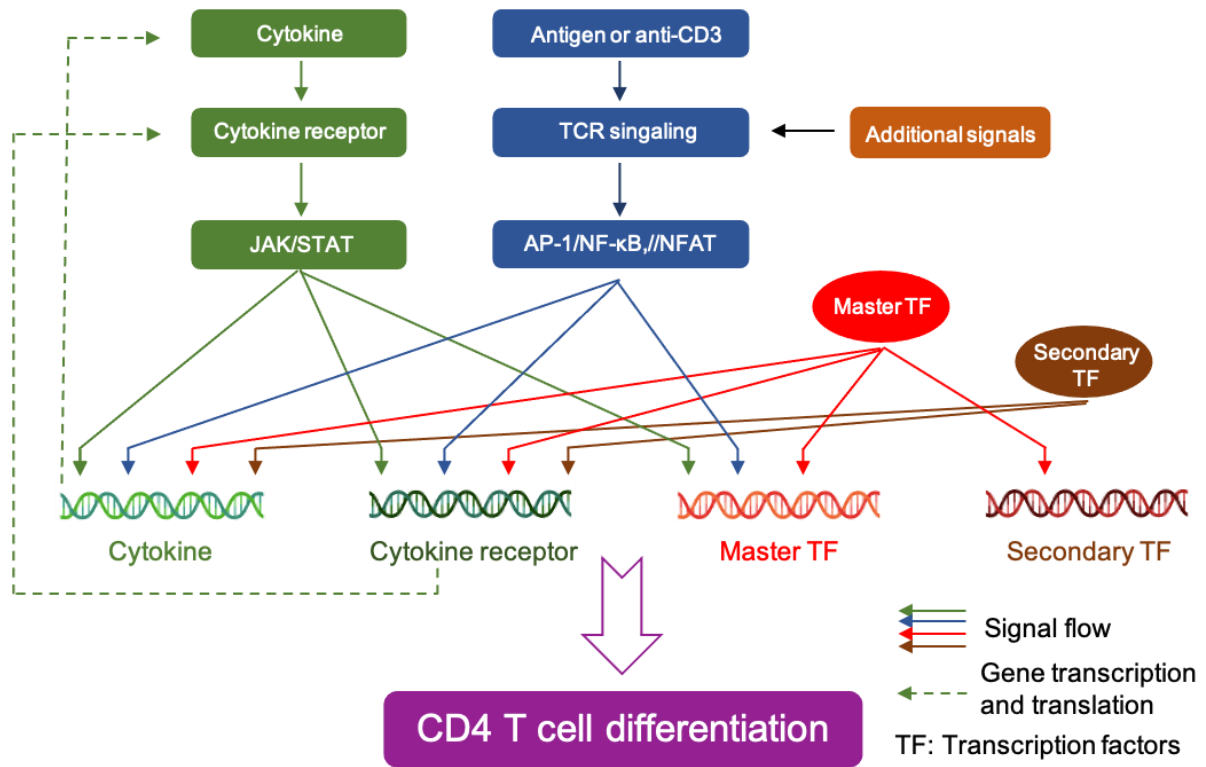 Cytokine
Antigen or anti-CD3
Cytokine receptor
TCR singaling
Additional signals
JAK/STAT
AP-1/NF-κB,//NFAT
Master TF
Secondary
TF
Cytokine
Cytokine receptor
Master TF
Secondary TF
Signal flow
Gene transcription
and translation
CD4 T cell differentiation
TF: Transcription factors